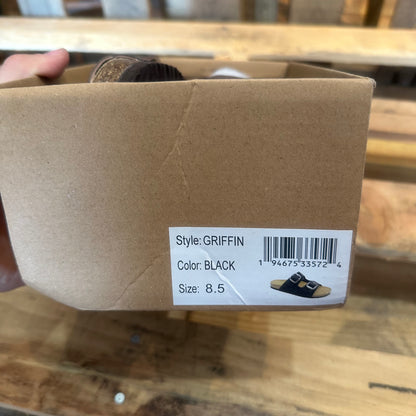 Style: GRIFFIN
Color: BLACK
Size: 8.5
1 94675 33572 4